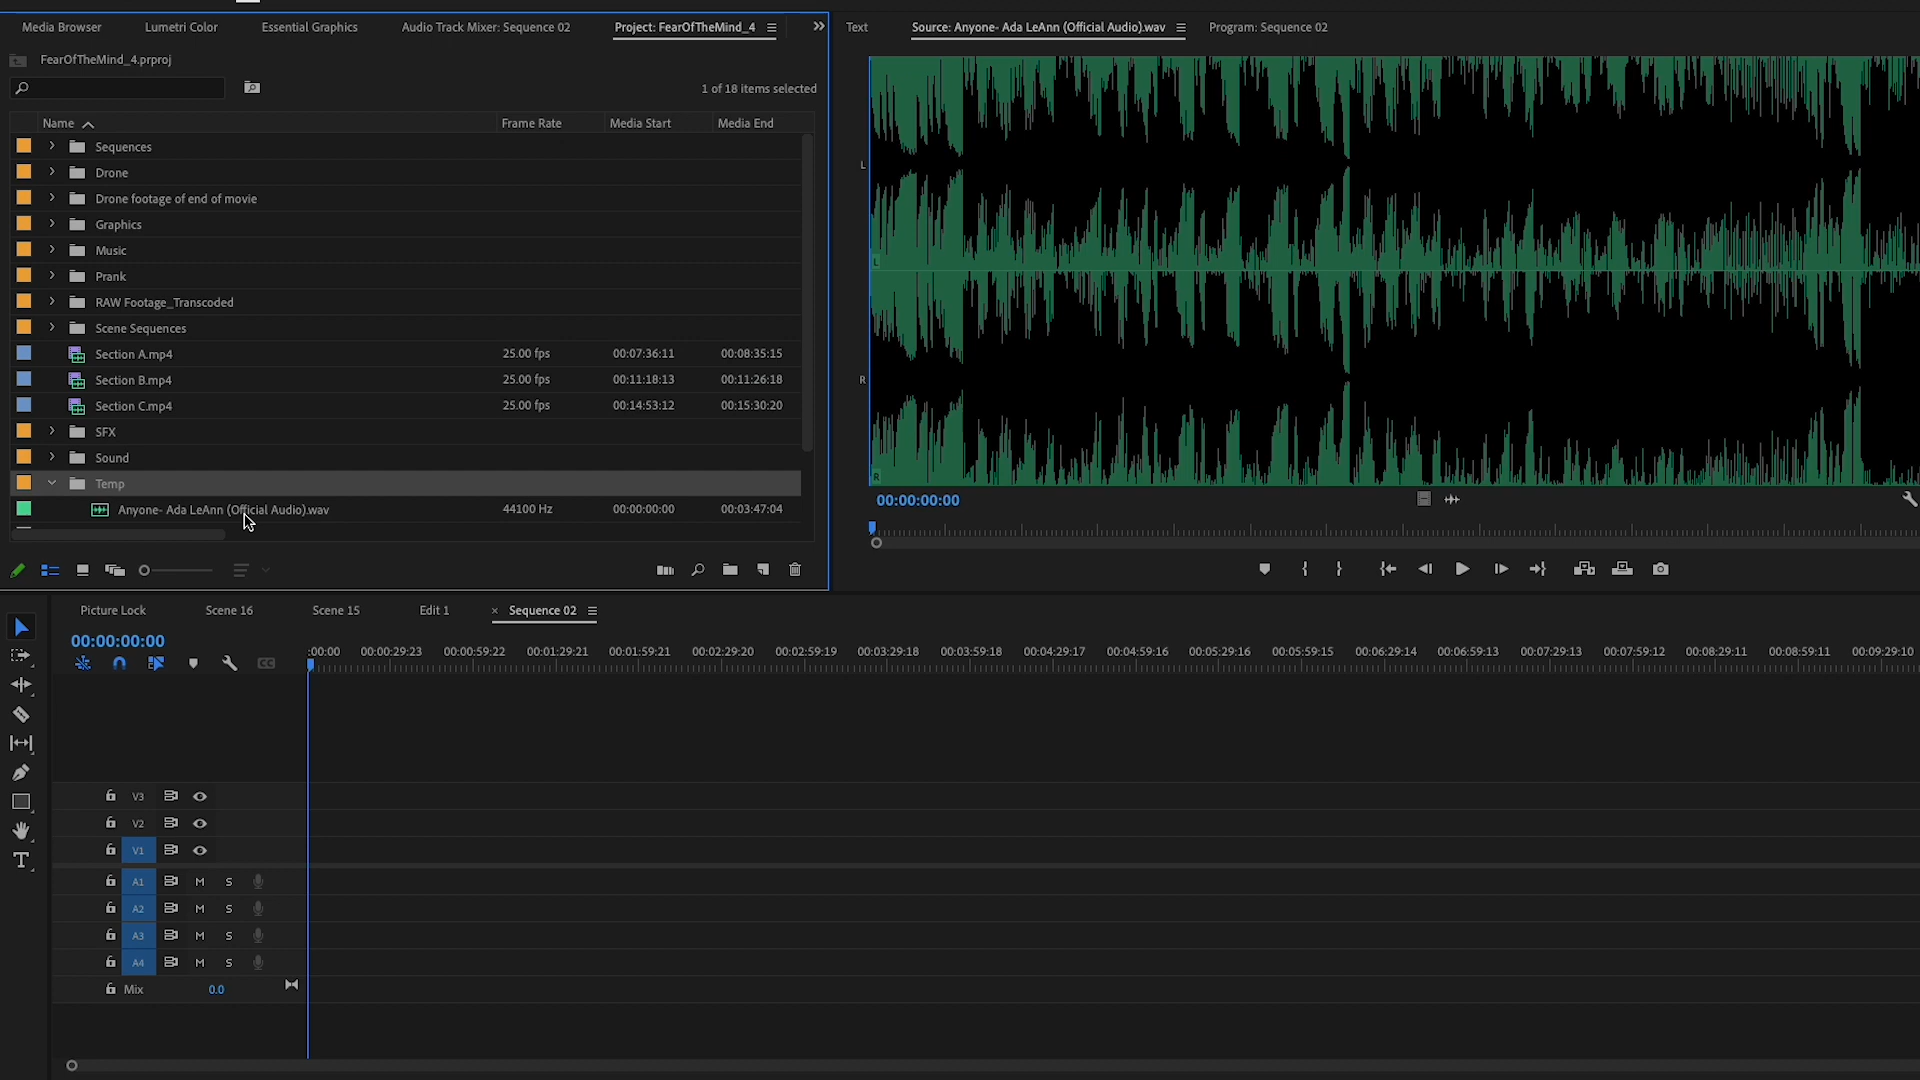 Media Browser Lumetri Color Essential Graphics Audio Track Mixer: Sequence 02 Project: FearOfTheMind_4
FearOfTheMind_4.prproj
1 of 18 items selected
Name Frame Rate Media Start Media End
Sequences
Drone
Drone footage of end of movie
Graphics
Music
Prank
RAW Footage_Transcoded
Scene Sequences
Section A.mp4 25.00 fps 00:07:36:11 00:08:35:15
Section B.mp4 25.00 fps 00:11:18:13 00:11:26:18
Section C.mp4 25.00 fps 00:14:53:12 00:15:30:20
SFX
Sound
Temp
Anyone- Ada LeAnn (Official Audio).wav 44100 Hz 00:00:00:00 00:03:47:04
Text Source: Anyone- Ada LeAnn (Official Audio).wav Program: Sequence 02
L
L
R
R
00:00:00:00
Picture Lock Scene 16 Scene 15 Edit 1 × Sequence 02
00:00:00:00
CC
:00:00 00:00:29:23 00:00:59:22 00:01:29:21 00:01:59:21 00:02:29:20 00:02:59:19 00:03:29:18 00:03:59:18 00:04:29:17 00:04:59:16 00:05:29:16 00:05:59:15 00:06:29:14 00:06:59:13 00:07:29:13 00:07:59:12 00:08:29:11 00:08:59:11 00:09:29:10
T
V3
V2
V1
A1 M S
A2 M S
A3 M S
A4 M S
Mix 0.0